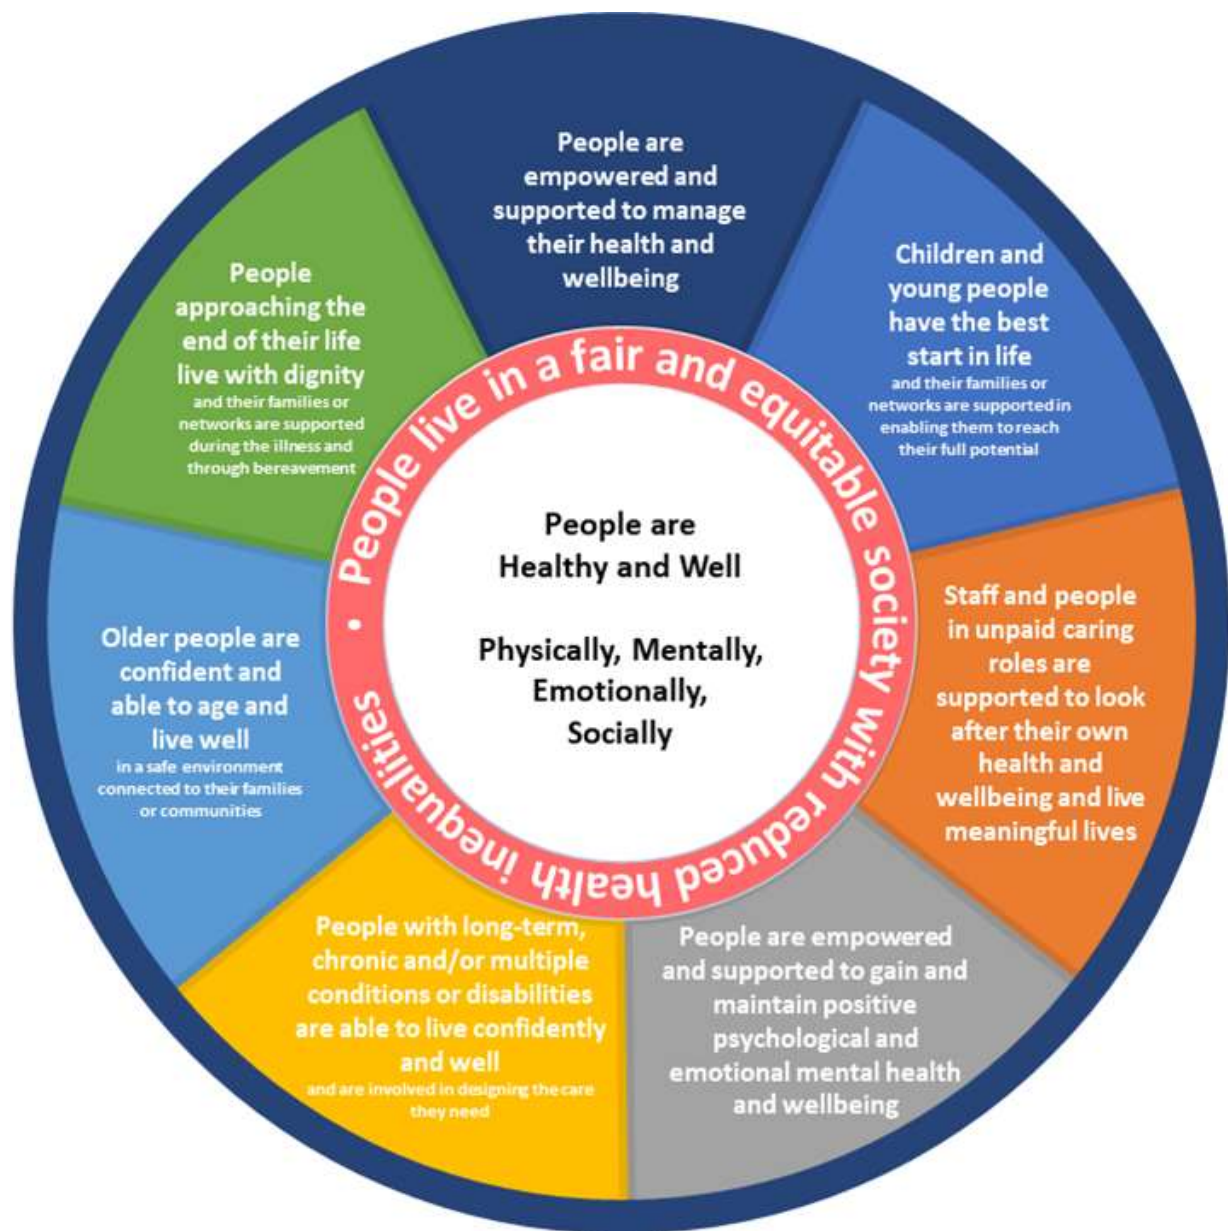 People are
empowered and
supported to manage
their health and
wellbeing
Children and
young people
have the best
start in life
and their families or
networks are supported in
enabling them to reach
their full potential
Staff and people
in unpaid caring
roles are
supported to look
after their own
health and
wellbeing and live
meaningful lives
People are empowered
and supported to gain and
maintain positive
psychological and
emotional mental health
and wellbeing
People with long-term,
chronic and/or multiple
conditions or disabilities
are able to live confidently
and well
and are involved in designing the care
they need
Older people are
confident and
able to age and
live well
in a safe environment
connected to their families
or communities
People
approaching the
end of their life
live with dignity
and their families or
networks are supported
during the illness and
through bereavement
• People live in a fair and equitable society with reduced health inequalities
People are
Healthy and Well
Physically, Mentally,
Emotionally,
Socially